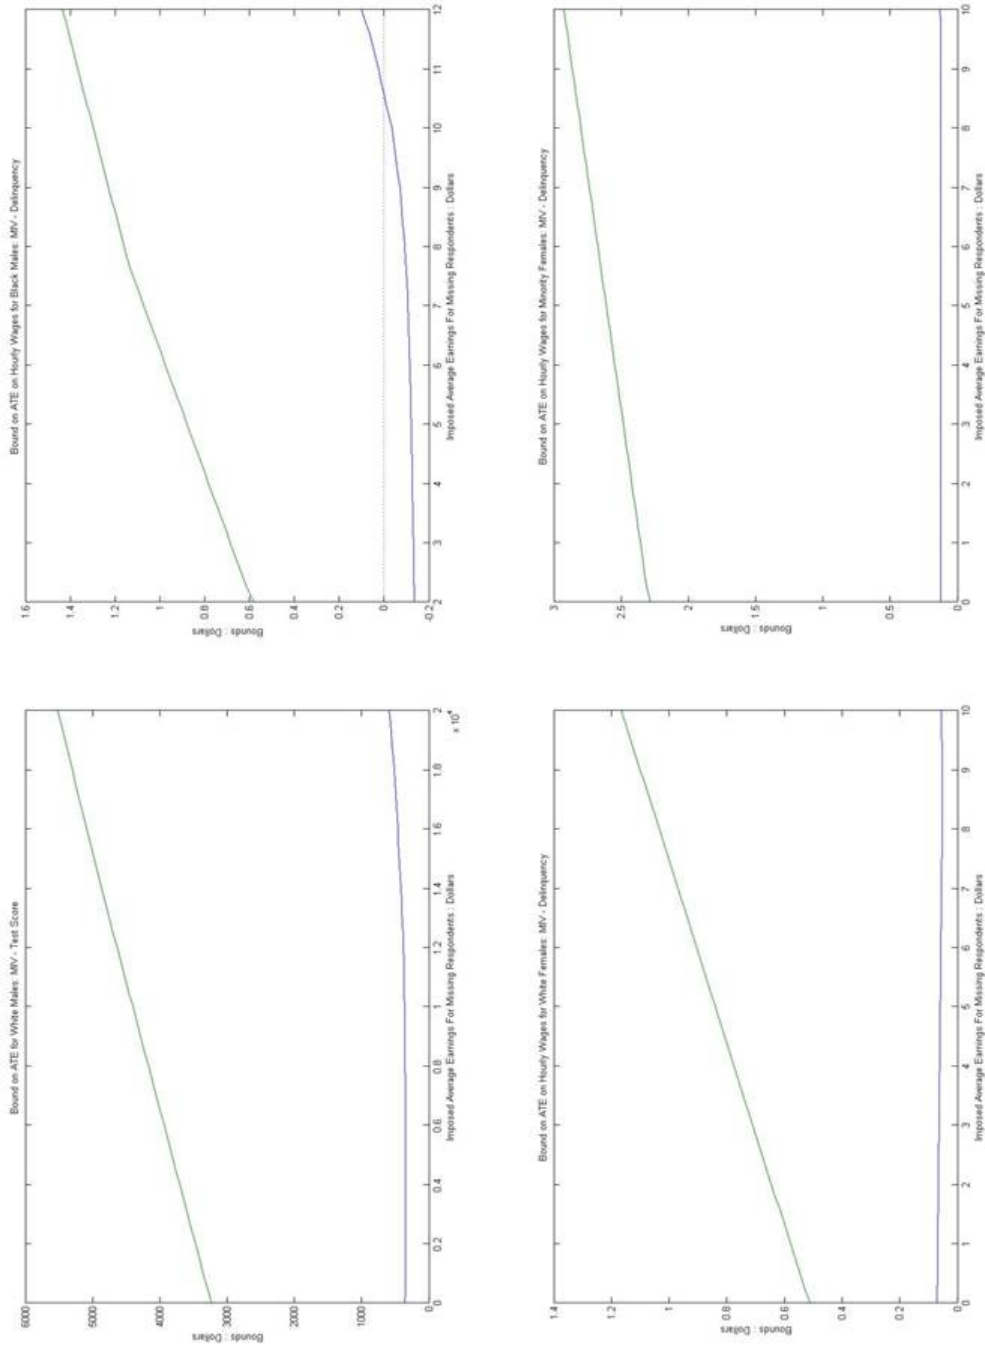 Bound on ATE for White Males: MIV - Test Score
6000
5000
4000
3000
2000
1000
0
Bounds : Dollars
0 0.2 0.4 0.6 0.8 1 1.2 1.4 1.6 1.8 2
x 10^4
Imposed Average Earnings For Missing Respondents : Dollars
Bound on ATE on Hourly Wages for Black Males: MIV - Delinquency
1.6
1.4
1.2
1
0.8
0.6
0.4
0.2
0
-0.2
Bounds : Dollars
2 3 4 5 6 7 8 9 10 11 12
Imposed Average Earnings For Missing Respondents : Dollars
Bound on ATE on Hourly Wages for White Females: MIV - Delinquency
1.4
1.2
1
0.8
0.6
0.4
0.2
0
Bounds : Dollars
0 1 2 3 4 5 6 7 8 9 10
Imposed Average Earnings For Missing Respondents : Dollars
Bound on ATE on Hourly Wages for Minority Females: MIV - Delinquency
3
2.5
2
1.5
1
0.5
0
Bounds : Dollars
0 1 2 3 4 5 6 7 8 9 10
Imposed Average Earnings For Missing Respondents : Dollars